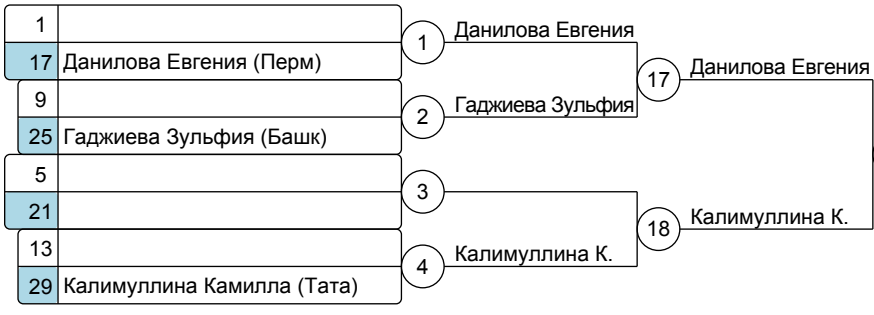 1
17 Данилова Евгения (Перм)
9
25 Гаджиева Зульфия (Башк)
5
21
13
29 Калимуллина Камилла (Тата)
1 Данилова Евгения
2 Гаджиева Зульфия
3
4 Калимуллина К.
17 Данилова Евгения
18 Калимуллина К.